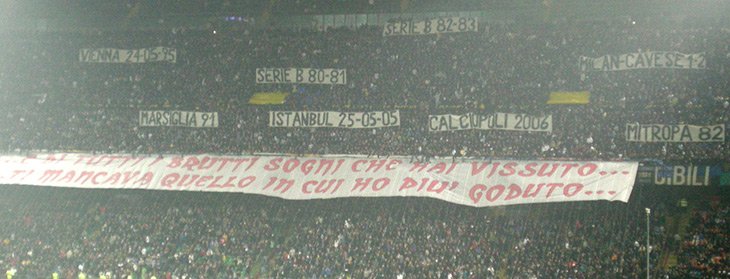 SERIE B 82-83
VIENNA 24-05-95
SERIE B 80-81
MILAN-CAVESE 1-2
MARSIGLIA 91
ISTANBUL 25-05-05
CALCIOPOLI 2006
MITROPA 82
DI TUTTI I BRUTTI SOGNI CHE HAI VISSUTO...
TI MANCAVA QUELLO IN CUI HO PIU' GODUTO...